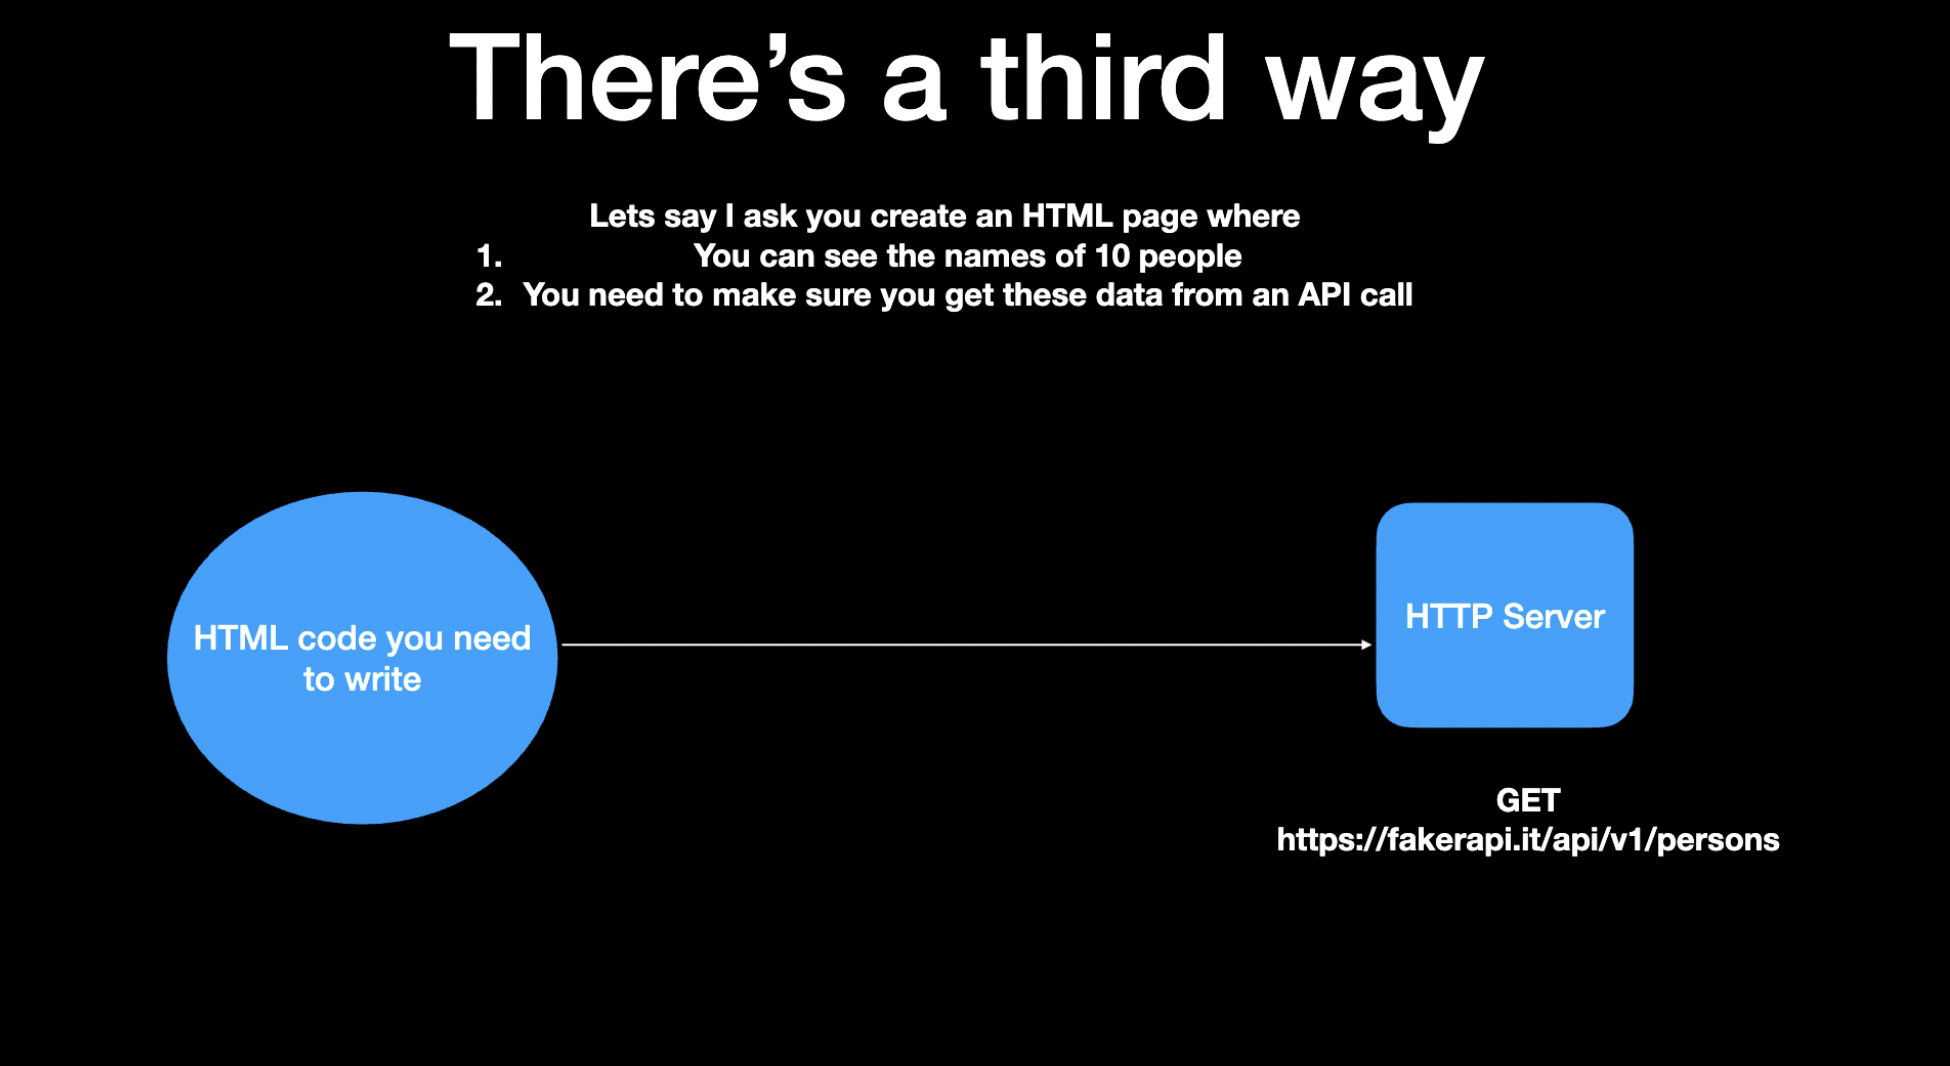 There’s a third way
Lets say I ask you create an HTML page where
1. You can see the names of 10 people
2. You need to make sure you get these data from an API call
HTML code you need
to write
HTTP Server
GET
https://fakerapi.it/api/v1/persons